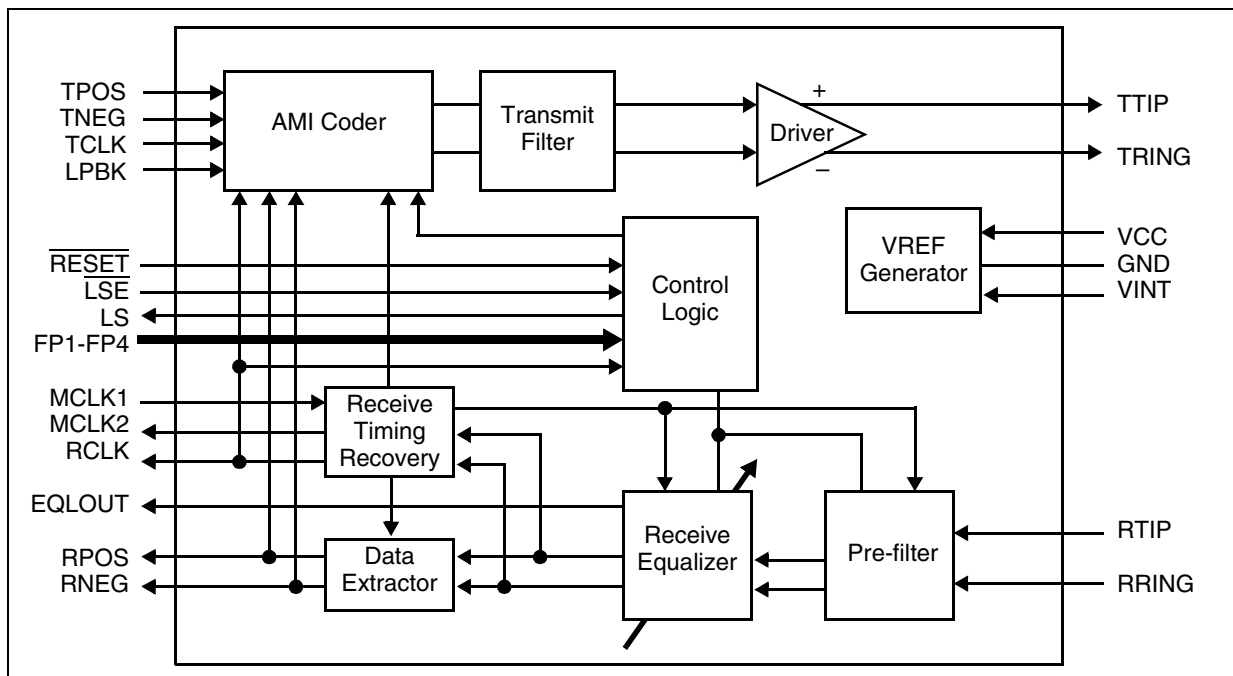 TPOS
TNEG
TCLK
LPBK
AMI Coder
Transmit
Filter
+
Driver
–
TTIP
TRING
RESET
LSE
LS
FP1-FP4
Control
Logic
VREF
Generator
VCC
GND
VINT
MCLK1
MCLK2
RCLK
Receive
Timing
Recovery
EQLOUT
RPOS
RNEG
Data
Extractor
Receive
Equalizer
Pre-filter
RTIP
RRING